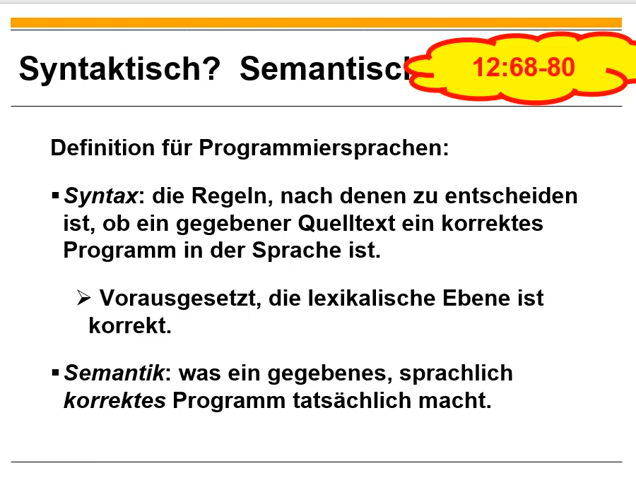 Syntaktisch? Semantisch
12:68-80
Definition für Programmiersprachen:
▪ Syntax: die Regeln, nach denen zu entscheiden
ist, ob ein gegebener Quelltext ein korrektes
Programm in der Sprache ist.
➢ Vorausgesetzt, die lexikalische Ebene ist
korrekt.
▪ Semantik: was ein gegebenes, sprachlich
korrektes Programm tatsächlich macht.